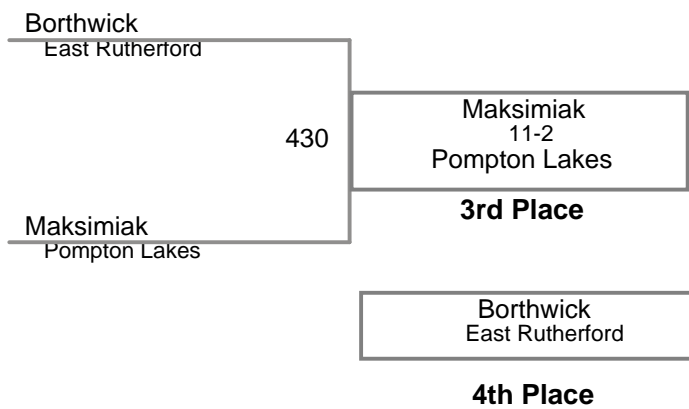 Borthwick
East Rutherford
430
Maksimiak
11-2
Pompton Lakes
3rd Place
Maksimiak
Pompton Lakes
Borthwick
East Rutherford
4th Place